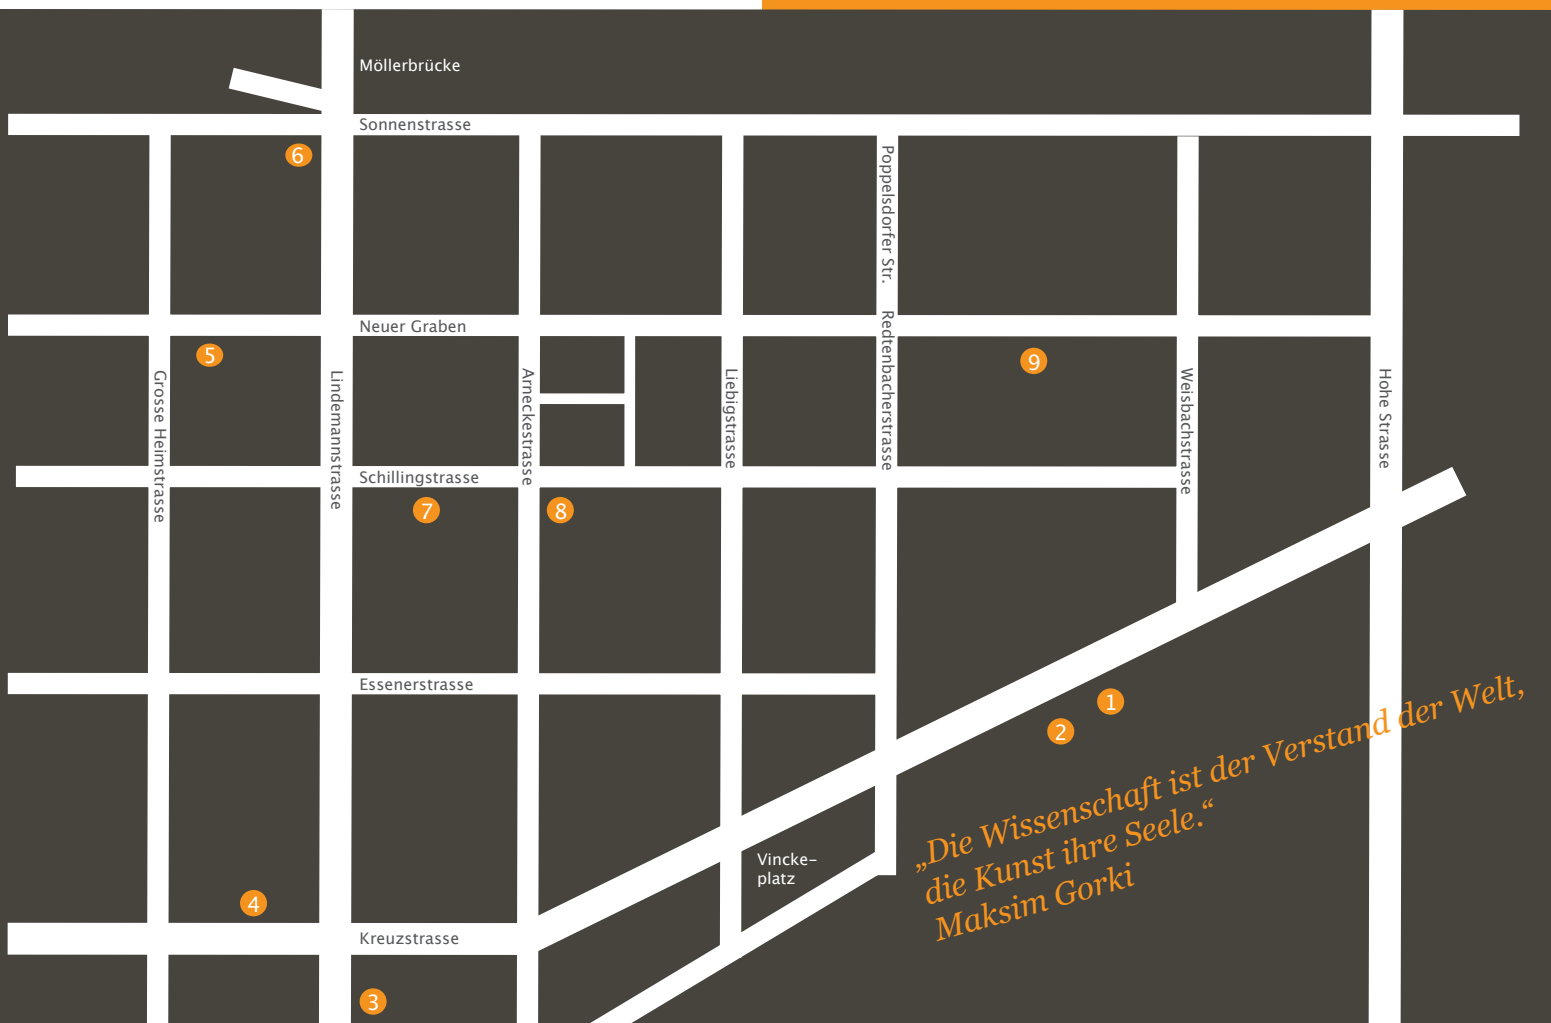 Möllerbrücke
Sonnenstrasse
6
Poppelsdorfer Str.
Neuer Graben
Redtenbacherstrasse
5
9
Grosse Heimstrasse
Lindemannstrasse
Arneckestrasse
Liebigstrasse
Weisbachstrasse
Hohe Strasse
Schillingstrasse
7
8
Essenerstrasse
1
2
„Die Wissenschaft ist der Verstand der Welt,
die Kunst ihre Seele.“
Maksim Gorki
Vincke–
platz
4
Kreuzstrasse
3